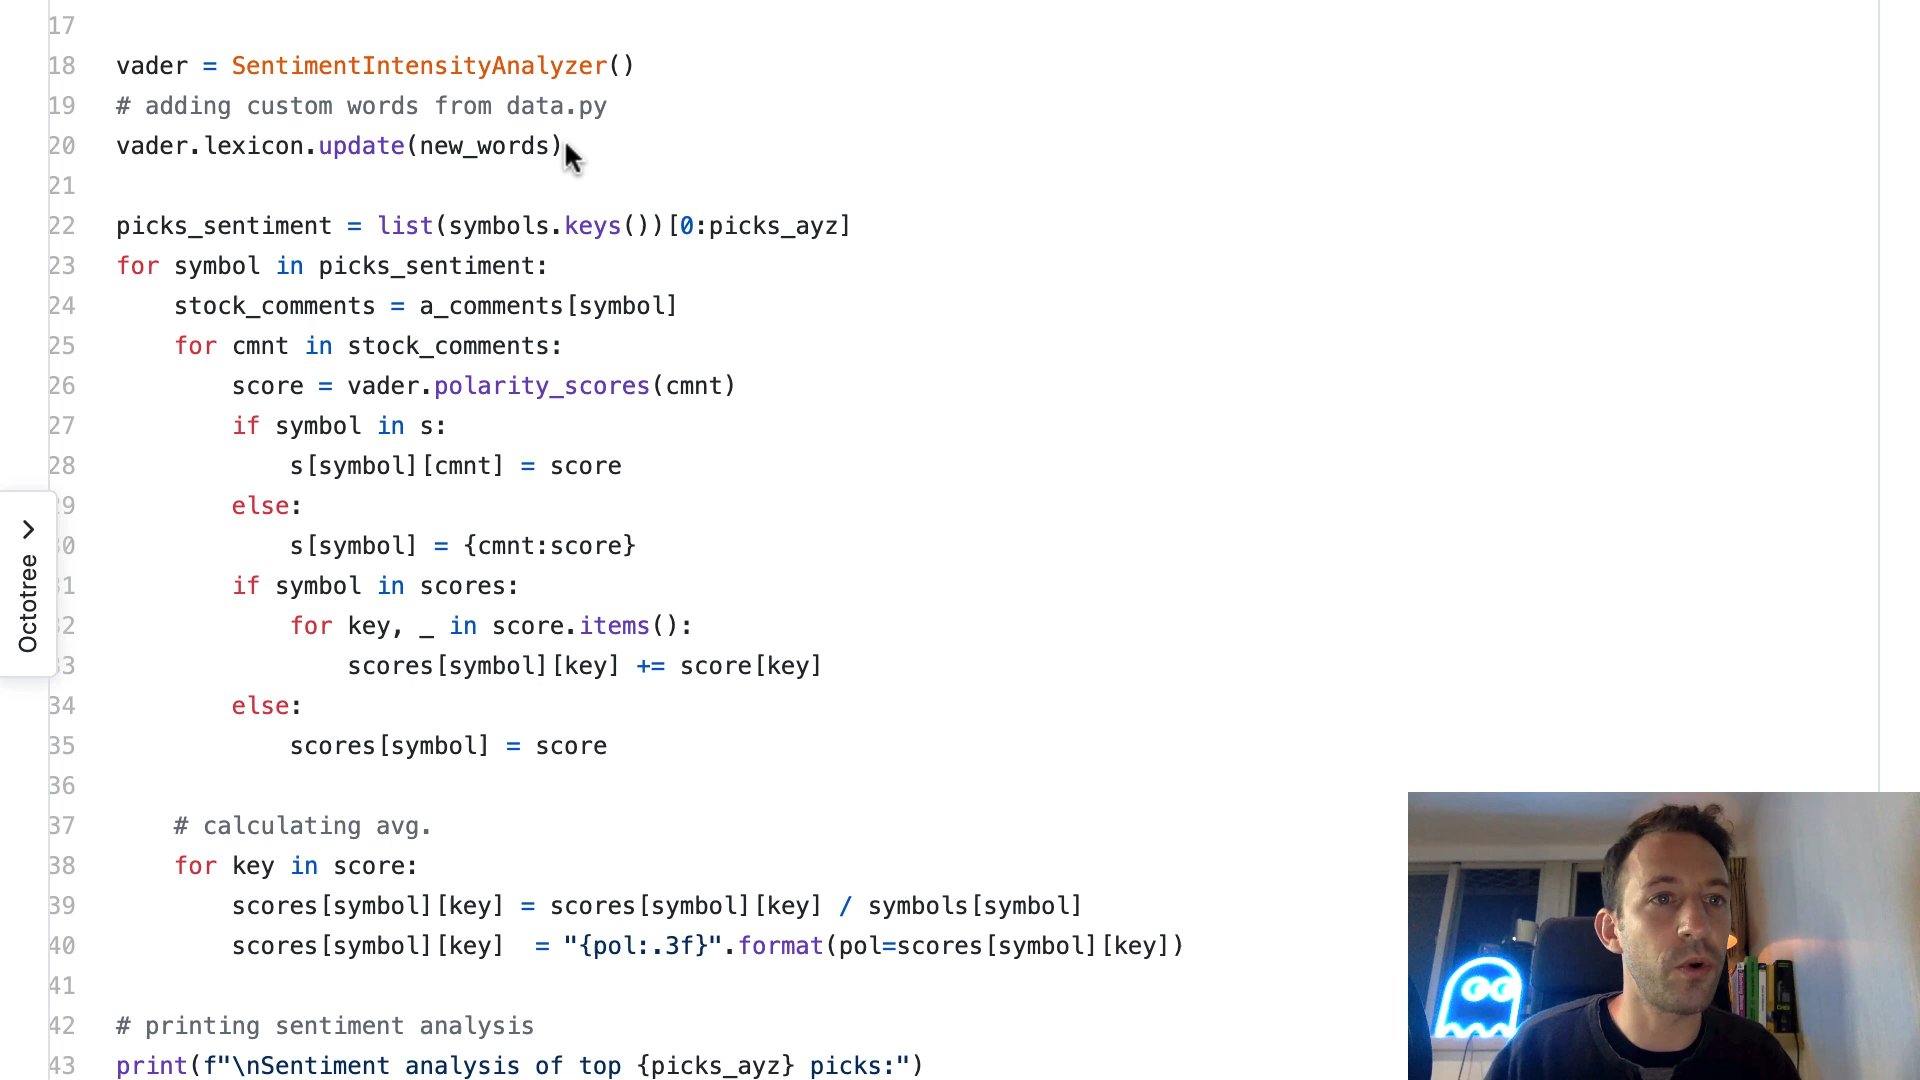 17
18 vader = SentimentIntensityAnalyzer()
19 # adding custom words from data.py
20 vader.lexicon.update(new_words)
21
22 picks_sentiment = list(symbols.keys())[0:picks_ayz]
23 for symbol in picks_sentiment:
24     stock_comments = a_comments[symbol]
25     for cmnt in stock_comments:
26         score = vader.polarity_scores(cmnt)
27         if symbol in s:
28             s[symbol][cmnt] = score
9         else:
0             s[symbol] = {cmnt:score}
1         if symbol in scores:
2             for key, _ in score.items():
3                 scores[symbol][key] += score[key]
34         else:
35             scores[symbol] = score
36
37     # calculating avg.
38     for key in score:
39         scores[symbol][key] = scores[symbol][key] / symbols[symbol]
40         scores[symbol][key]  = "{pol:.3f}".format(pol=scores[symbol][key])
41
42 # printing sentiment analysis
43 print(f"\nSentiment analysis of top {picks_ayz} picks:")
Octotree